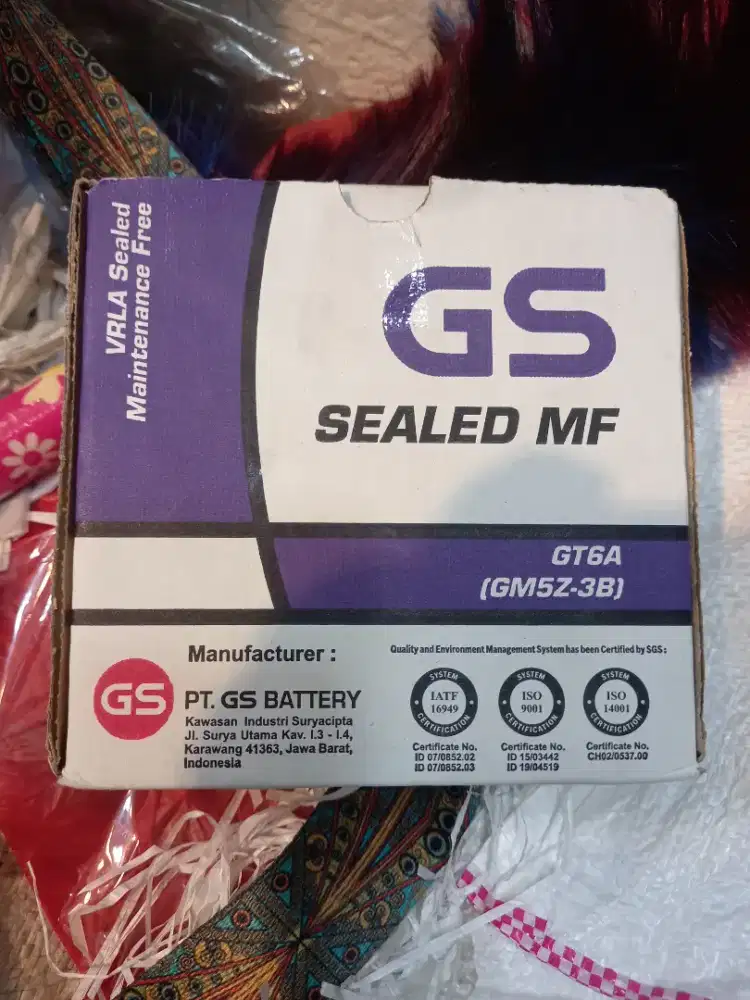 VRLA Sealed
Maintenance Free
GS
SEALED MF
GT6A
(GM5Z-3B)
Manufacturer :
GS
PT. GS BATTERY
Kawasan Industri Suryacipta
Jl. Surya Utama Kav. I.3 - I.4,
Karawang 41363, Jawa Barat,
Indonesia
Quality and Environment Management System has been Certified by SGS :
SYSTEM
IATF
16949
CERTIFICATION
Certificate No.
ID 07/0852.02
ID 07/0852.03
SYSTEM
ISO
9001
CERTIFICATION
Certificate No.
ID 15/03442
ID 19/04519
SYSTEM
ISO
14001
CERTIFICATION
Certificate No.
CH02/0537.00